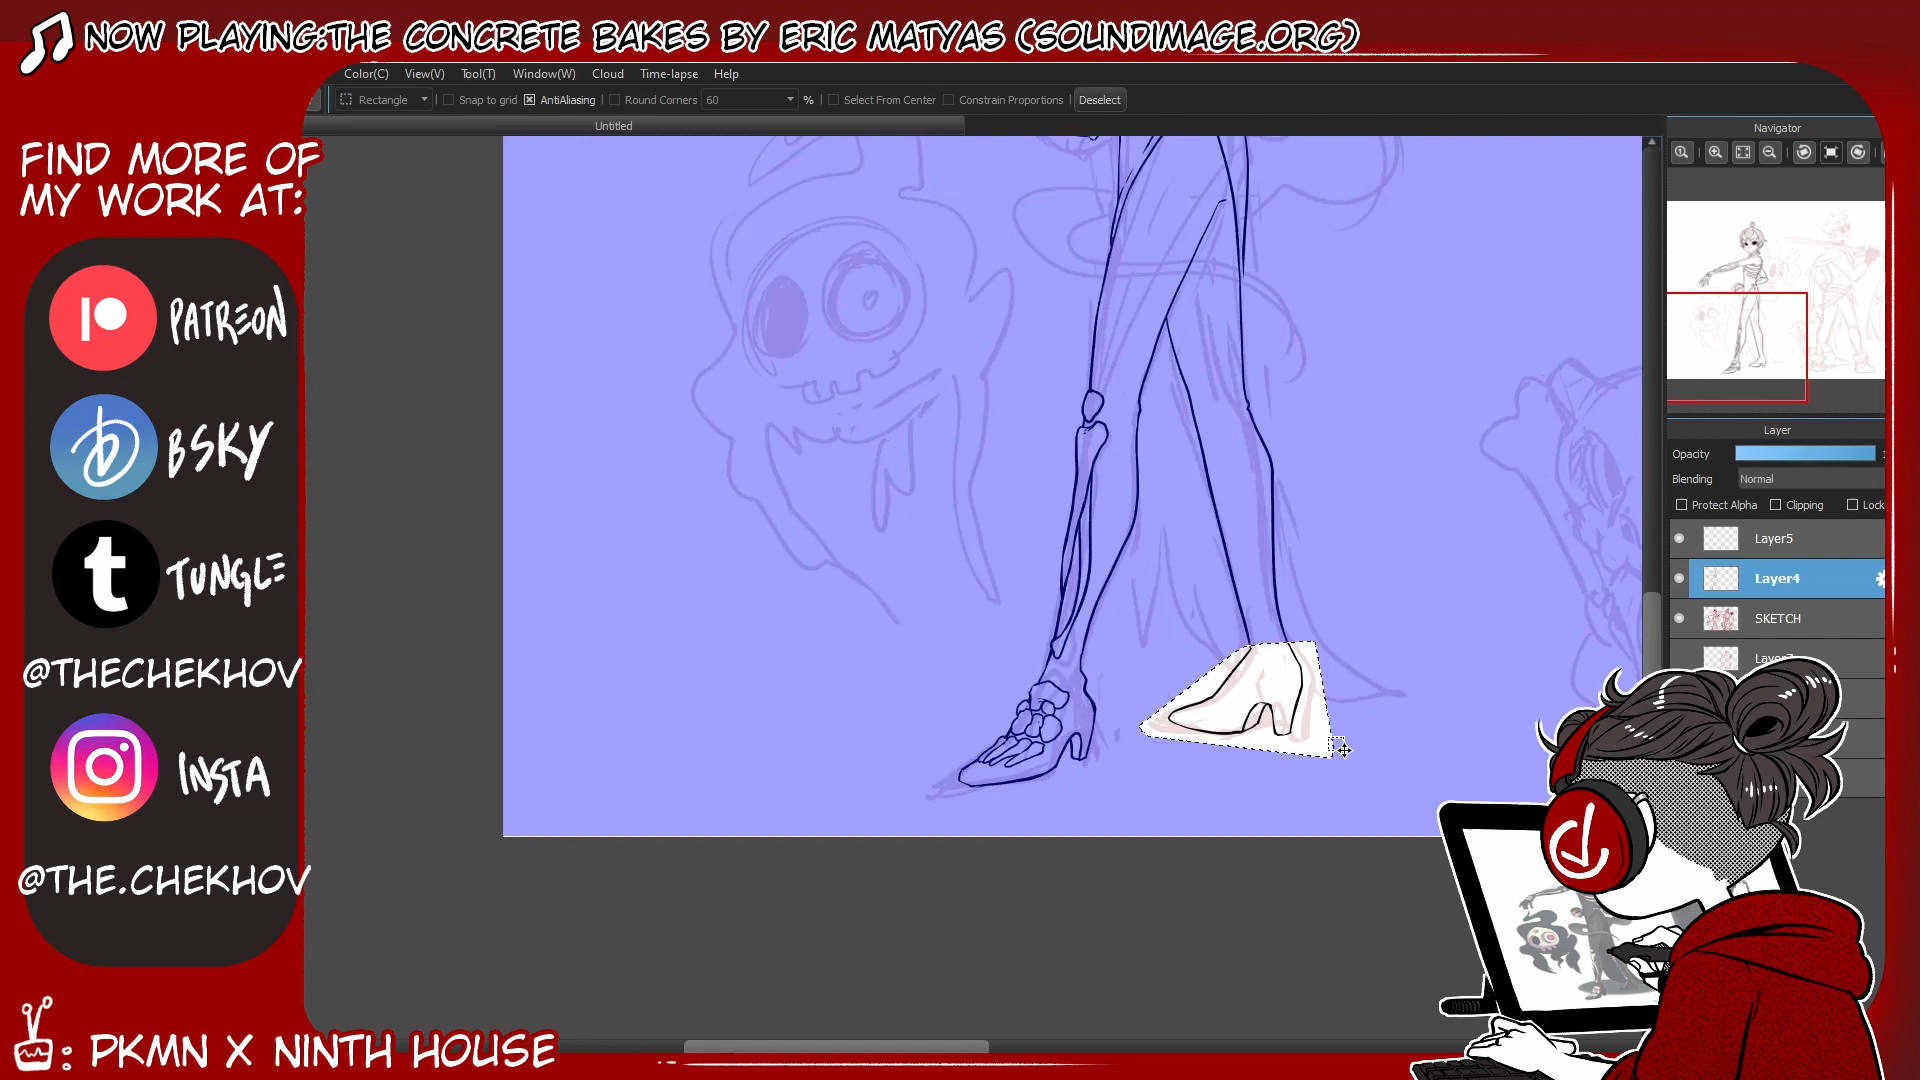 NOW PLAYING:THE CONCRETE BAKES BY ERIC MATYAS (SOUNDIMAGE.ORG)
Color(C) View(V) Tool(T) Window(W) Cloud Time-lapse Help
Rectangle Snap to grid AntiAliasing Round Corners 60 % Select From Center Constrain Proportions Deselect
Untitled
Navigator
FIND MORE OF
MY WORK AT:
PATREON
BSKY
TUNGLE
@THECHEKHOV
INSTA
@THE.CHEKHOV
Layer
Opacity
Blending Normal
Protect Alpha Clipping Lock
Layer5
Layer4
SKETCH
: PKMN X NINTH HOUSE